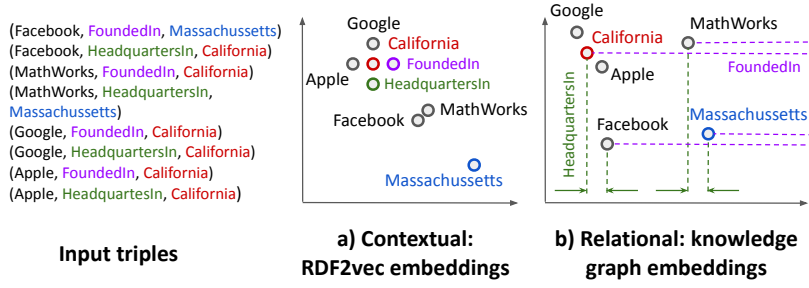 (Facebook, FoundedIn, Massachussetts)
(Facebook, HeadquartersIn, California)
(MathWorks, FoundedIn, California)
(MathWorks, HeadquartersIn,
Massachussetts)
(Google, FoundedIn, California)
(Google, HeadquartersIn, California)
(Apple, FoundedIn, California)
(Apple, HeadquartesIn, California)
Input triples
Google
California
Apple
FoundedIn
HeadquartersIn
MathWorks
Facebook
Massachussetts
a) Contextual:
RDF2vec embeddings
Google
California
MathWorks
FoundedIn
Apple
HeadquartersIn
Massachussetts
Facebook
b) Relational: knowledge
graph embeddings